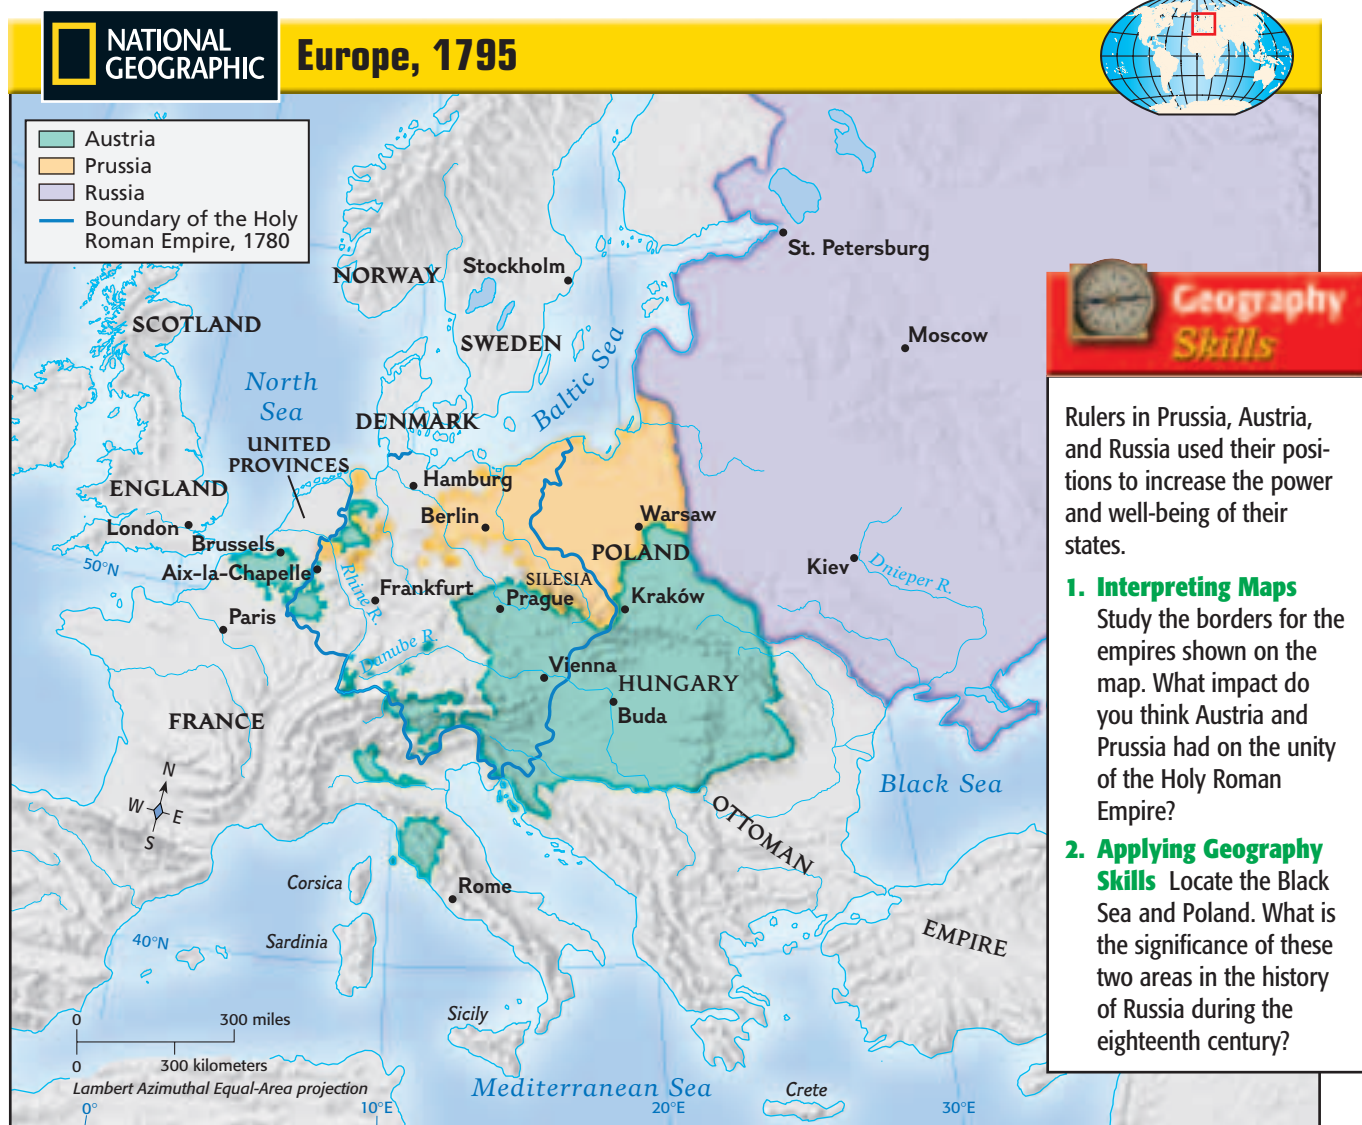 NATIONAL
GEOGRAPHIC
Europe, 1795
Austria
Prussia
Russia
Boundary of the Holy
Roman Empire, 1780
NORWAY
Stockholm
St. Petersburg
SCOTLAND
SWEDEN
Moscow
North
Sea
Baltic Sea
DENMARK
UNITED
PROVINCES
Hamburg
ENGLAND
London
Berlin
Warsaw
Brussels
POLAND
50°N
Aix-la-Chapelle
Kiev
Dnieper R.
Rhine R.
Frankfurt
SILESIA
Prague
Kraków
Paris
Danube R.
Vienna
HUNGARY
Buda
FRANCE
N
W
E
S
Black Sea
OTTOMAN
EMPIRE
Corsica
Rome
Sardinia
40°N
Sicily
0
300 miles
0
300 kilometers
Lambert Azimuthal Equal-Area projection
Mediterranean Sea
Crete
0°
10°E
20°E
30°E
Geography
Skills
Rulers in Prussia, Austria,
and Russia used their posi-
tions to increase the power
and well-being of their
states.
1. Interpreting Maps
Study the borders for the
empires shown on the
map. What impact do
you think Austria and
Prussia had on the unity
of the Holy Roman
Empire?
2. Applying Geography
Skills Locate the Black
Sea and Poland. What is
the significance of these
two areas in the history
of Russia during the
eighteenth century?